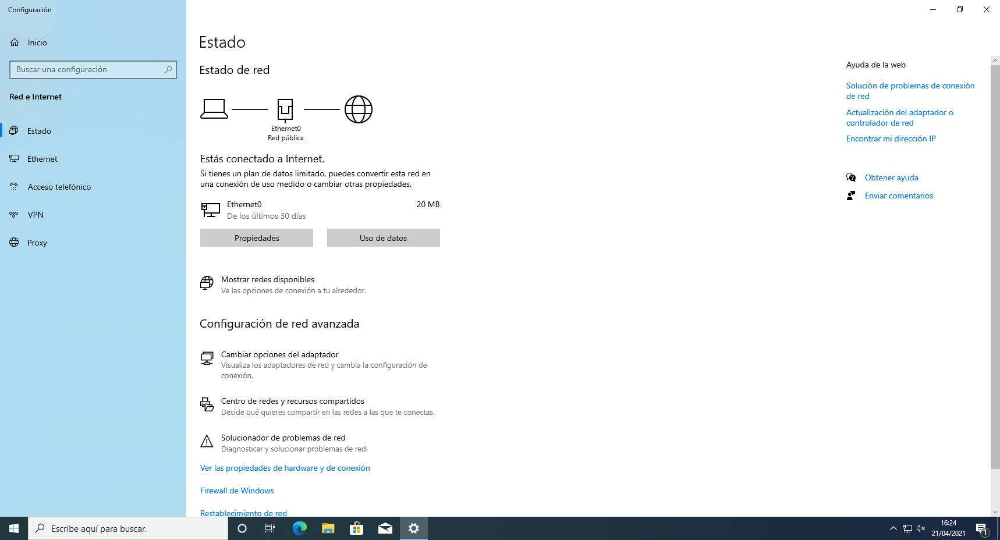 Configuración
Inicio
Buscar una configuración
Red e Internet
Estado
Ethernet
Acceso telefónico
VPN
Proxy
Estado
Estado de red
Ethernet0
Red pública
Estás conectado a Internet.
Si tienes un plan de datos limitado, puedes convertir esta red en
una conexión de uso medido o cambiar otras propiedades.
Ethernet0
20 MB
De los últimos 30 días
Propiedades
Uso de datos
Mostrar redes disponibles
Ve las opciones de conexión a tu alrededor.
Configuración de red avanzada
Cambiar opciones del adaptador
Visualiza los adaptadores de red y cambia la configuración de
conexión.
Centro de redes y recursos compartidos
Decide qué quieres compartir en las redes a las que te conectas.
Solucionador de problemas de red
Diagnosticar y solucionar problemas de red.
Ver las propiedades de hardware y de conexión
Firewall de Windows
Restablecimiento de red
Ayuda de la web
Solución de problemas de conexión
de red
Actualización del adaptador o
controlador de red
Encontrar mi dirección IP
Obtener ayuda
Enviar comentarios
Escribe aquí para buscar.
16:24
21/04/2021
1